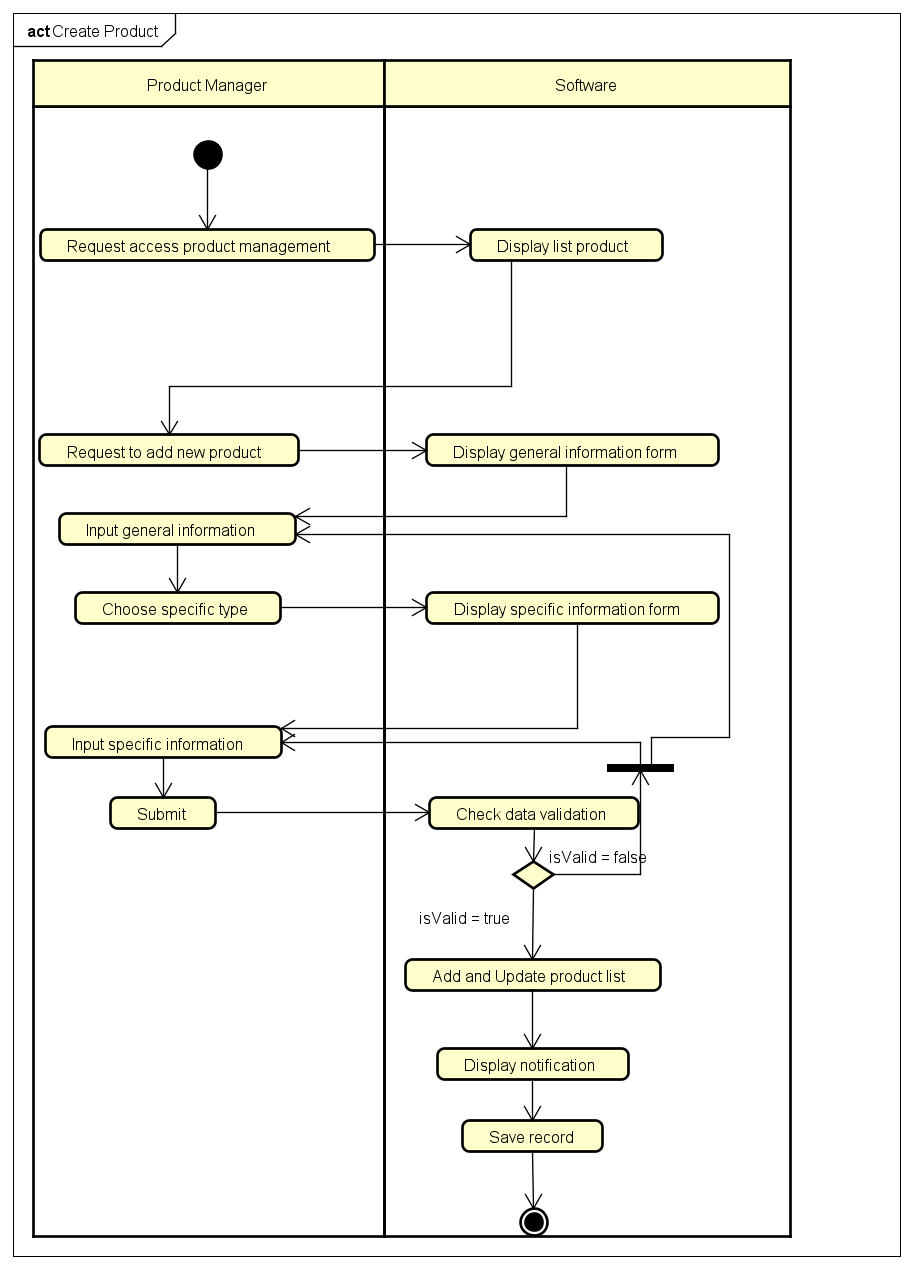 act Create Product
Product Manager
Software
Request access product management
Display list product
Request to add new product
Display general information form
Input general information
Choose specific type
Display specific information form
Input specific information
Submit
Check data validation
isValid = false
isValid = true
Add and Update product list
Display notification
Save record